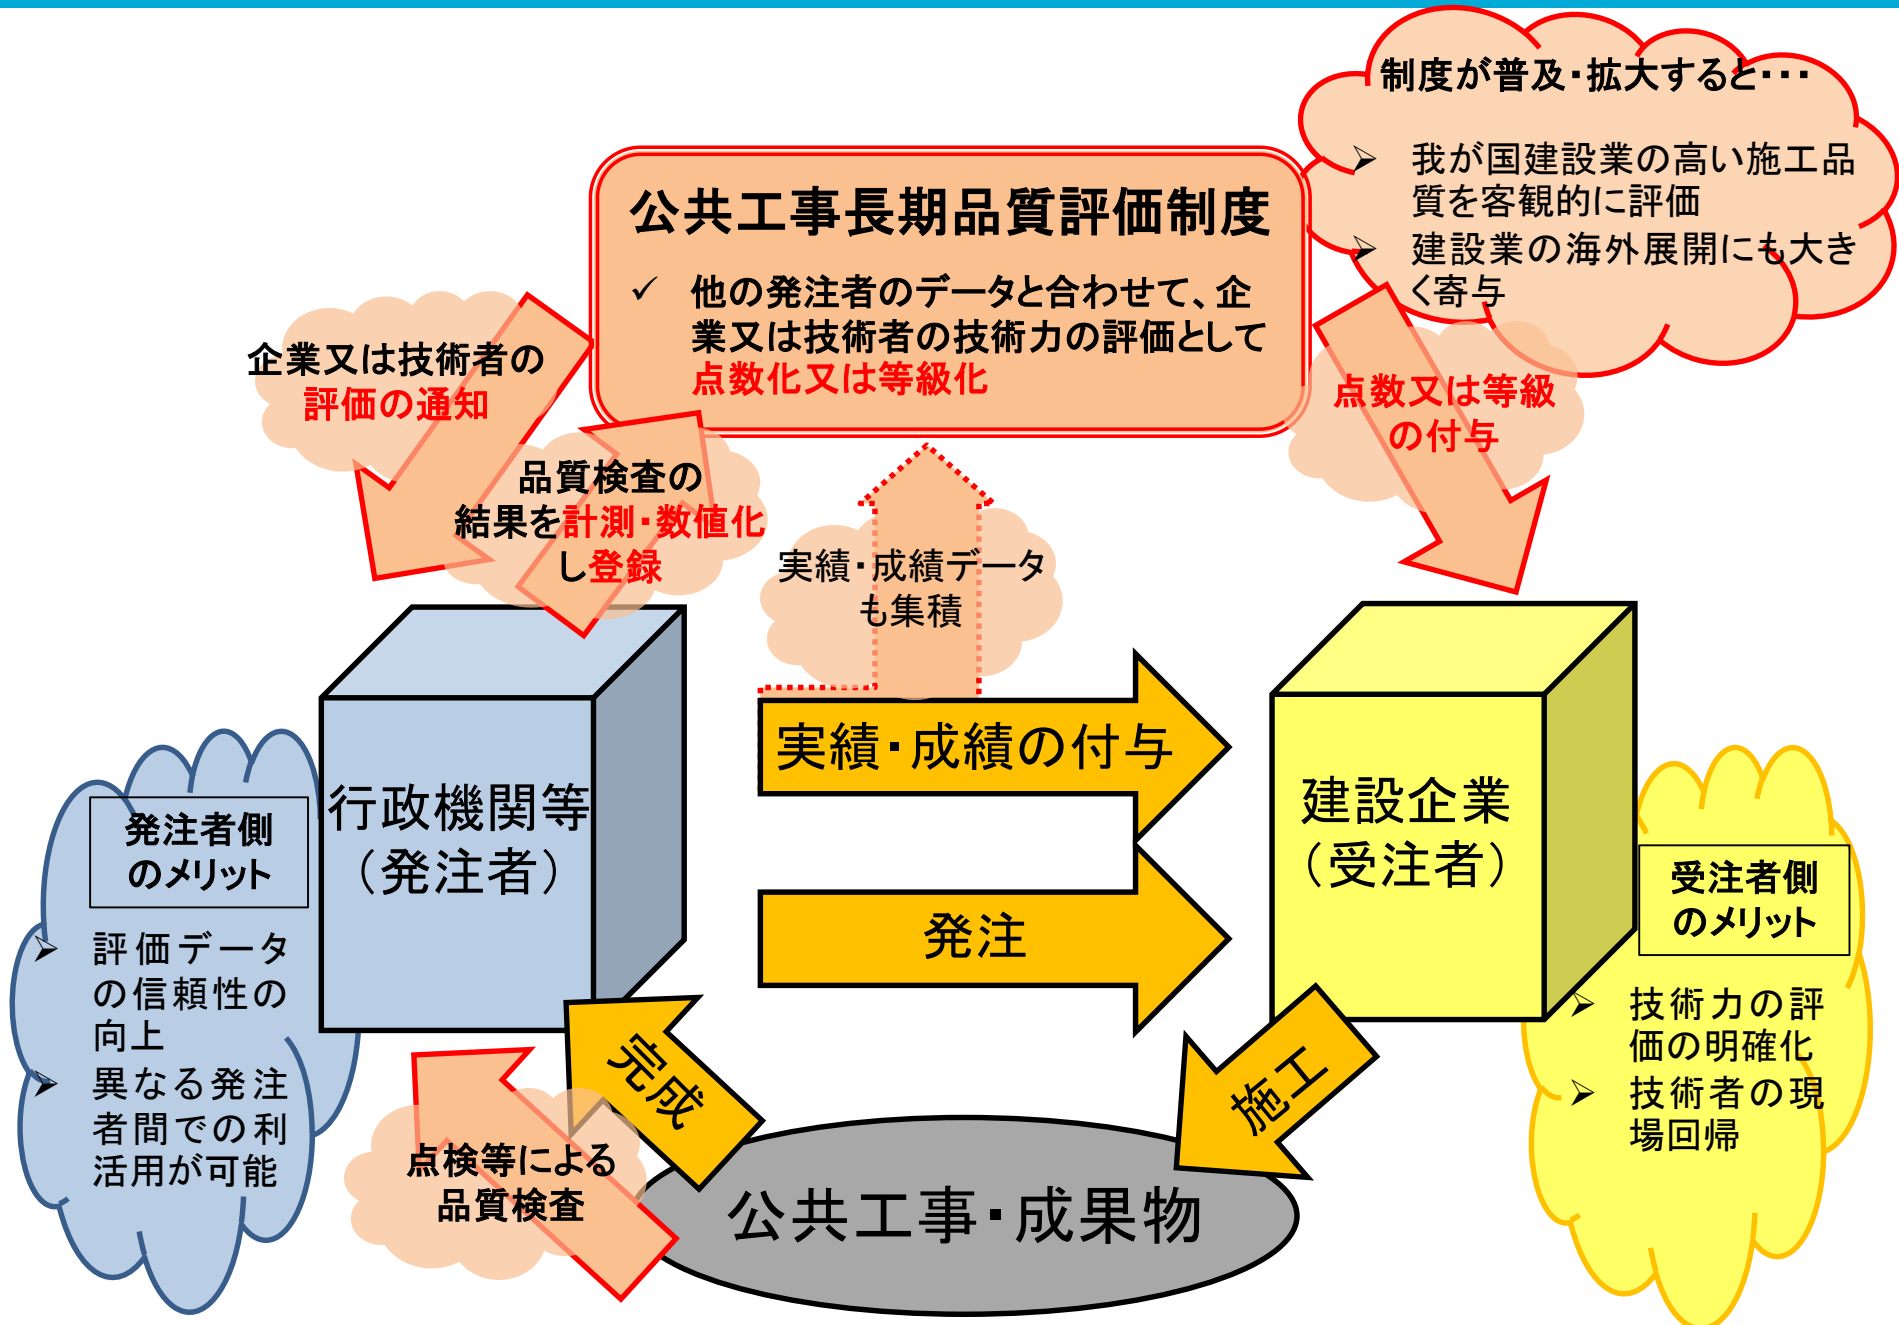 制度が普及・拡大すると・・・
➢ 我が国建設業の高い施工品
質を客観的に評価
➢ 建設業の海外展開にも大き
く寄与
公共工事長期品質評価制度
✓ 他の発注者のデータと合わせて、企
業又は技術者の技術力の評価として
点数化又は等級化
企業又は技術者の
評価の通知
品質検査の
結果を計測・数値化
し登録
実績・成績データ
も集積
点数又は等級
の付与
行政機関等
（発注者）
実績・成績の付与
発注
建設企業
（受注者）
発注者側
のメリット
➢ 評価データ
の信頼性の
向上
➢ 異なる発注
者間での利
活用が可能
受注者側
のメリット
➢ 技術力の評
価の明確化
➢ 技術者の現
場回帰
完成
施工
点検等による
品質検査
公共工事・成果物